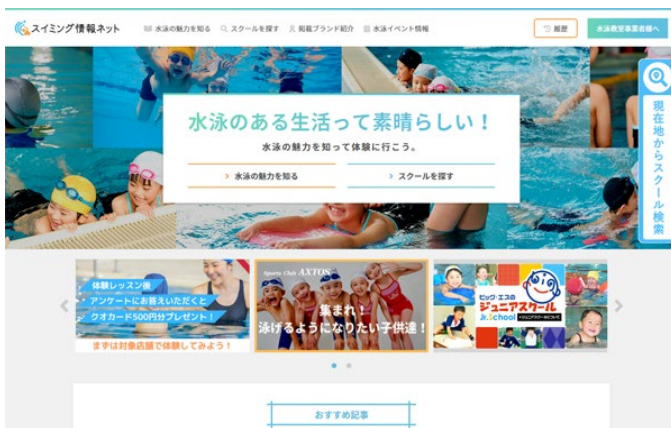 スイミング情報ネット
水泳の魅力を知る
スクールを探す
掲載ブランド紹介
水泳イベント情報
履歴
水泳教室事業者様へ
現在地からスクール検索
水泳のある生活って素晴らしい！
水泳の魅力を知って体験に行こう。
水泳の魅力を知る
スクールを探す
体験レッスン後
アンケートにお答えいただくと
クオカード500円分プレゼント！
まずは対象店舗で体験してみよう！
Sports Club AXTOS
集まれ！
泳げるようになりたい子供達！
ビッグ・エスの
ジュニアスクール
Jr.School
おすすめ記事